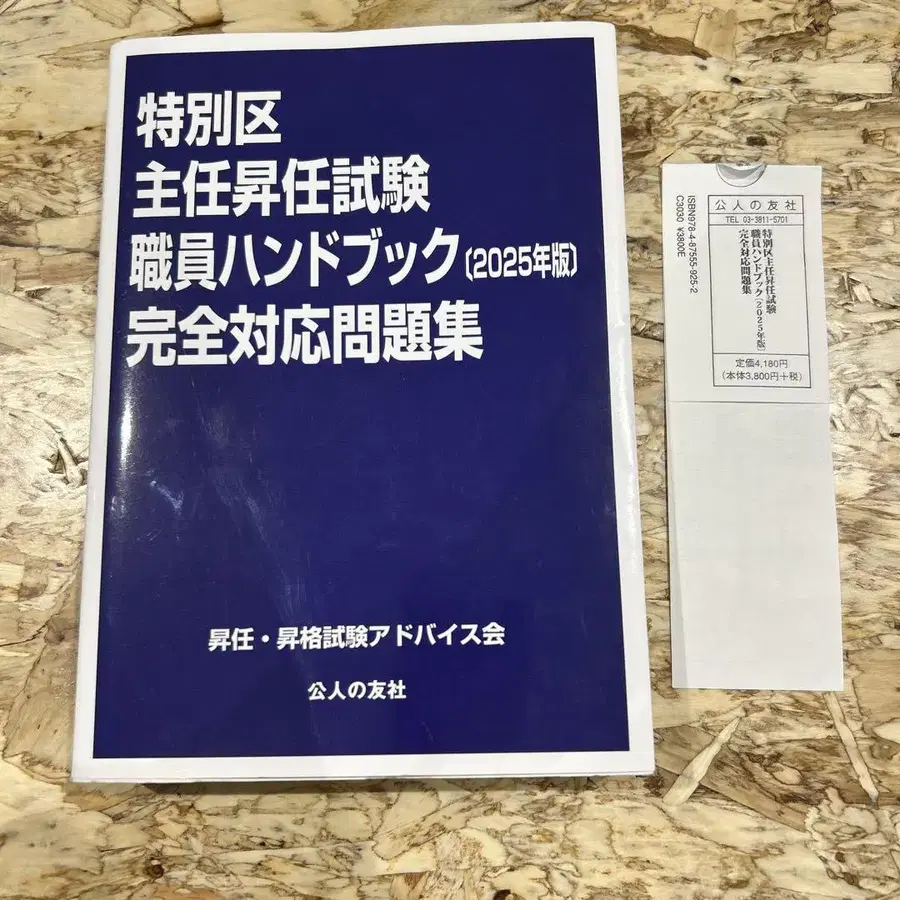 特別区
主任昇任試験
職員ハンドブック〔2025年版〕
完全対応問題集
昇任・昇格試験アドバイス会
公人の友社
ISBN978-4-87555-925-2
C3030 ¥3800E
公人の友社
TEL 03-3811-5701
特別区主任昇任試験
職員ハンドブック〔2025年版〕
完全対応問題集
定価4,180円
(本体3,800円+税)